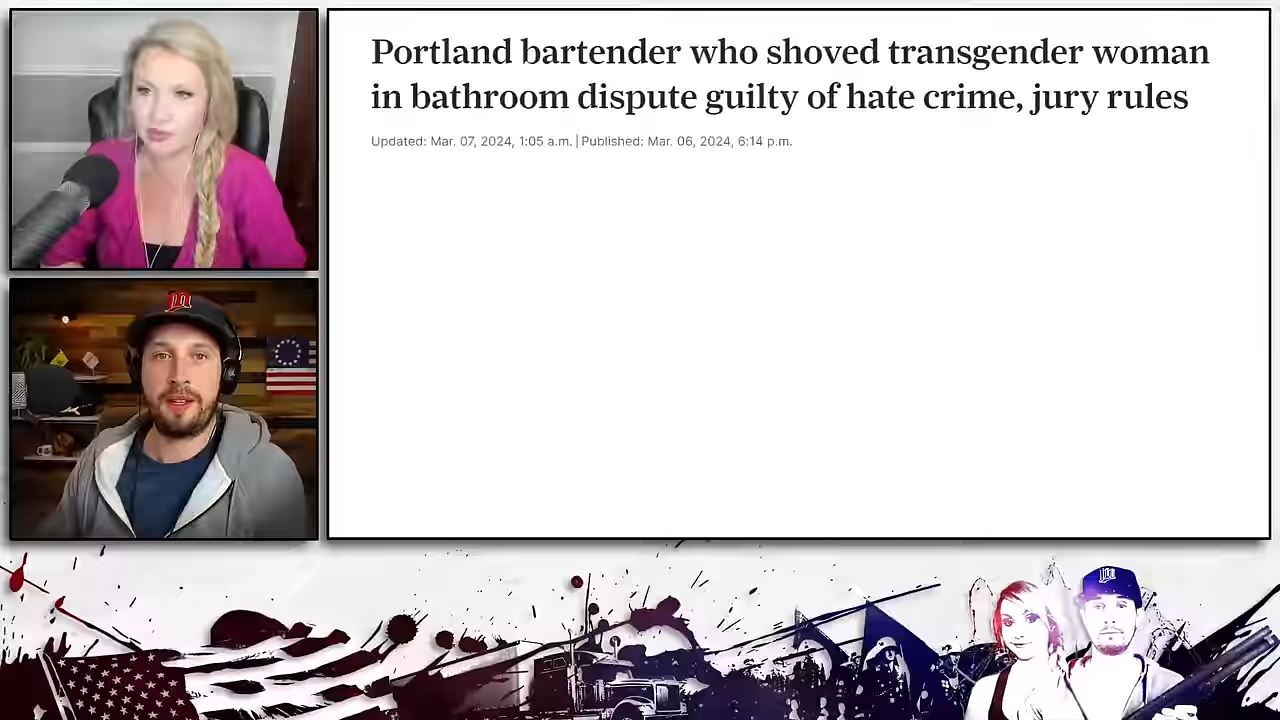 Portland bartender who shoved transgender woman
in bathroom dispute guilty of hate crime, jury rules
Updated: Mar. 07, 2024, 1:05 a.m. | Published: Mar. 06, 2024, 6:14 p.m.